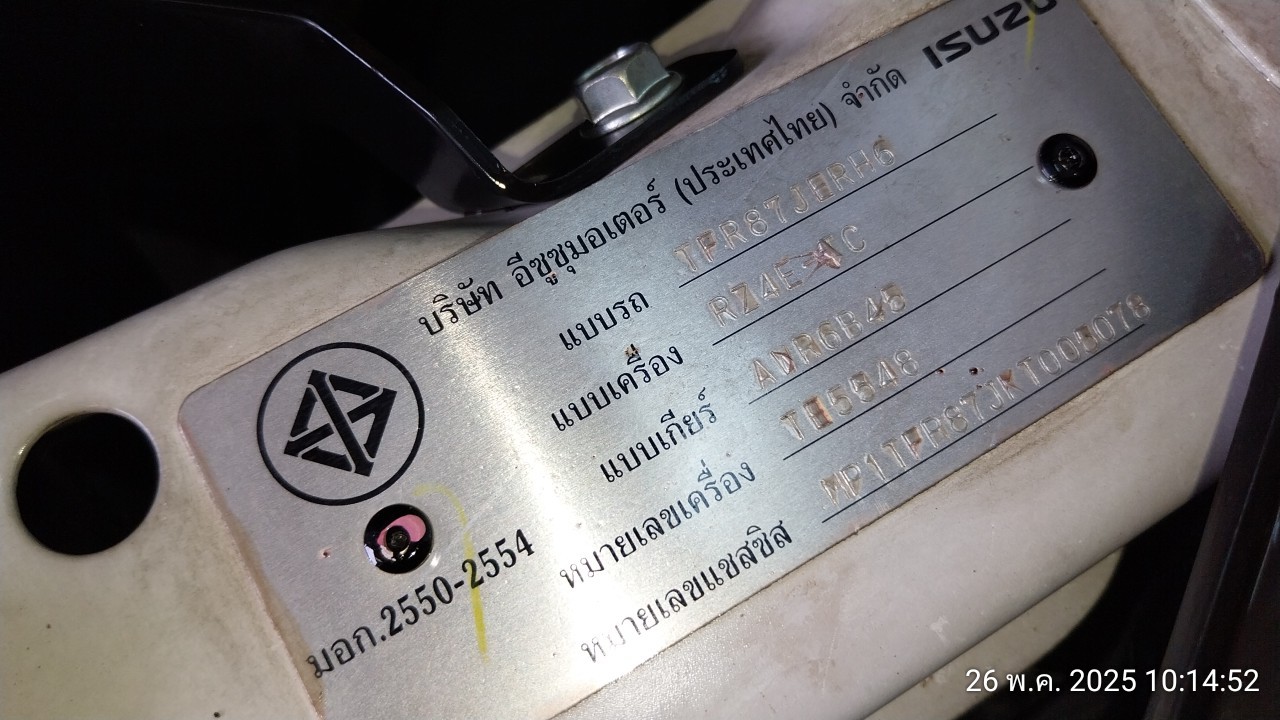 ISUZU
บริษัท อีซูซุมอเตอร์ (ประเทศไทย) จำกัด
แบบรถ TFR87JERH6
แบบเครื่อง RZ4E
แบบเกียร์
หมายเลขเครื่อง
หมายเลขแชสซิส
มอก.2550-2554
26 พ.ค. 2025 10:14:52